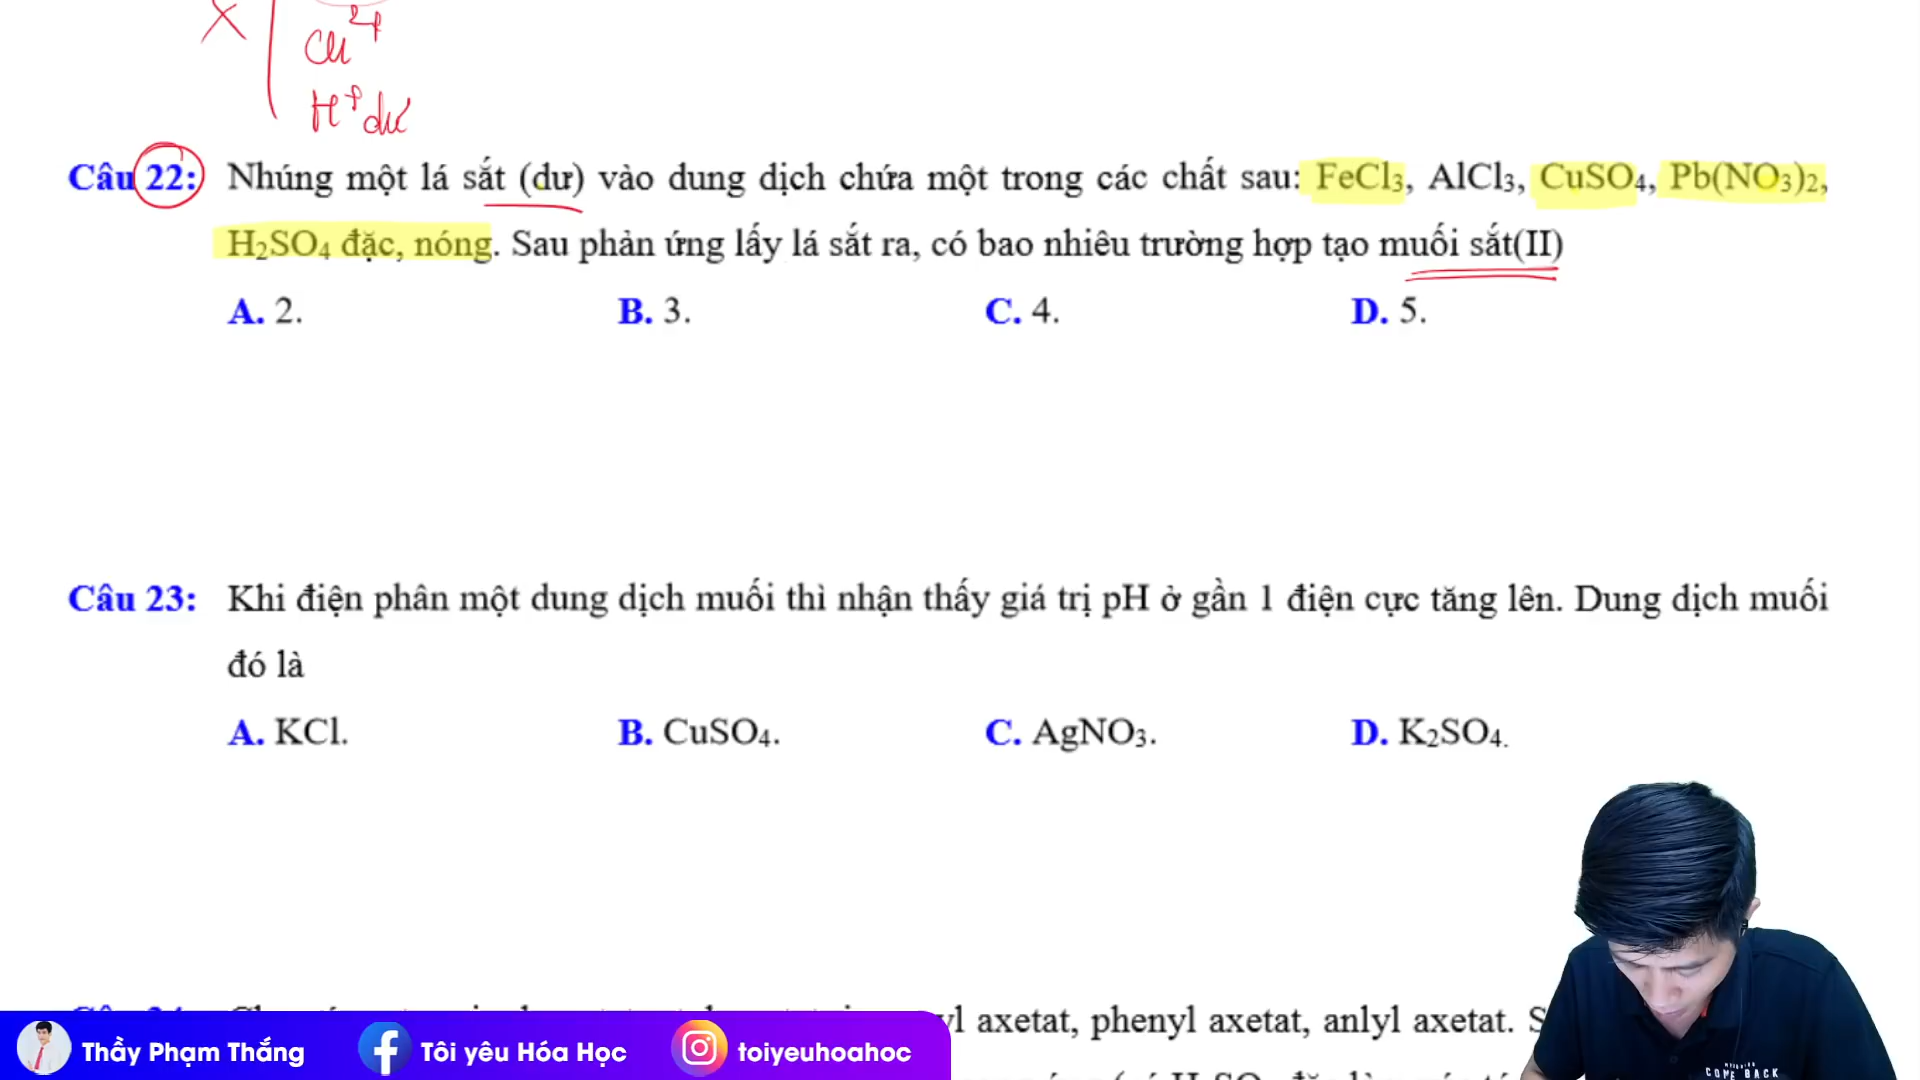 X
Cu²⁺
H⁺ dư
Câu 22: Nhúng một lá sắt (dư) vào dung dịch chứa một trong các chất sau: FeCl₃, AlCl₃, CuSO₄, Pb(NO₃)₂,
H₂SO₄ đặc, nóng. Sau phản ứng lấy lá sắt ra, có bao nhiêu trường hợp tạo muối sắt(II)
A. 2. B. 3. C. 4. D. 5.
Câu 23: Khi điện phân một dung dịch muối thì nhận thấy giá trị pH ở gần 1 điện cực tăng lên. Dung dịch muối
đó là
A. KCl. B. CuSO₄. C. AgNO₃. D. K₂SO₄.
axetat, phenyl axetat, anlyl axetat.
Thầy Phạm Thắng Tôi yêu Hóa Học toiyeuhoahoc
COME BACK